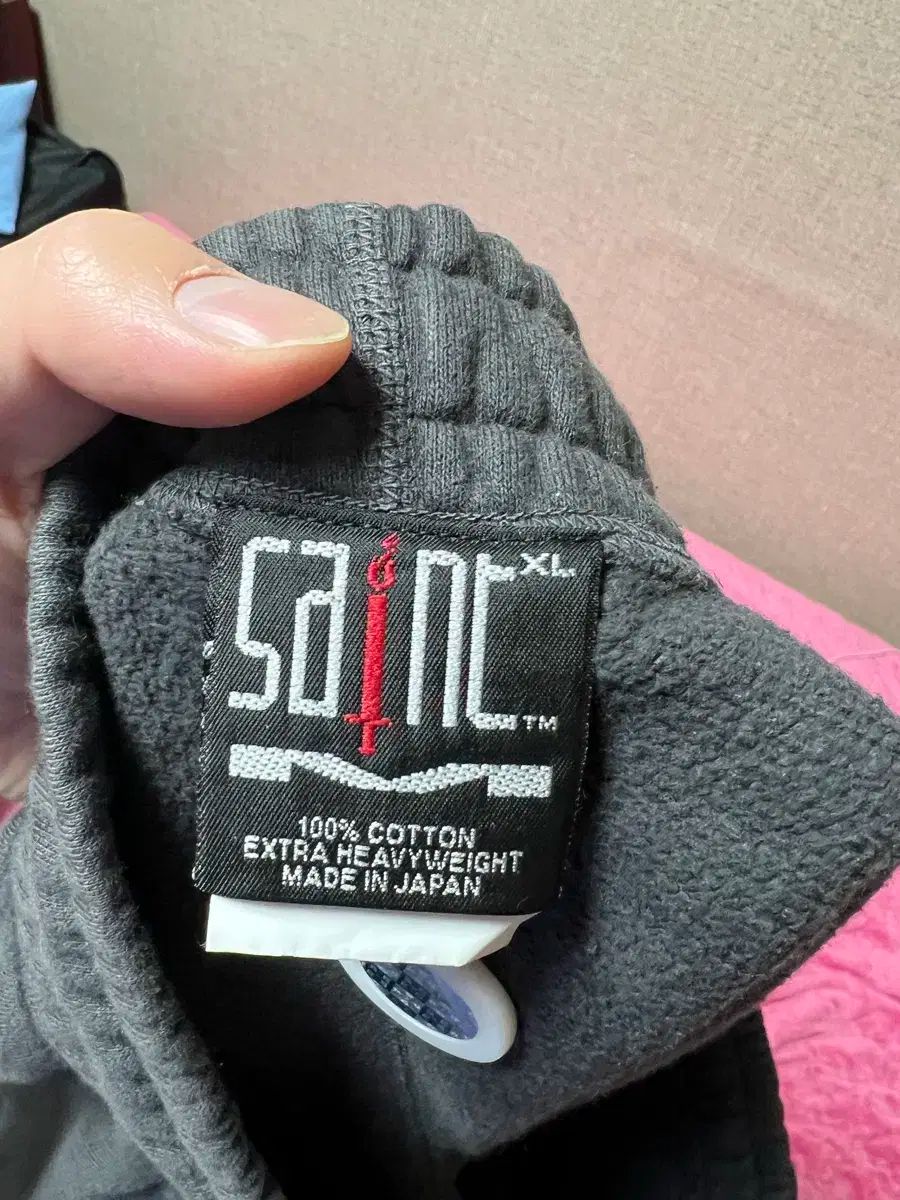 saint XL
TM
100% COTTON
EXTRA HEAVYWEIGHT
MADE IN JAPAN